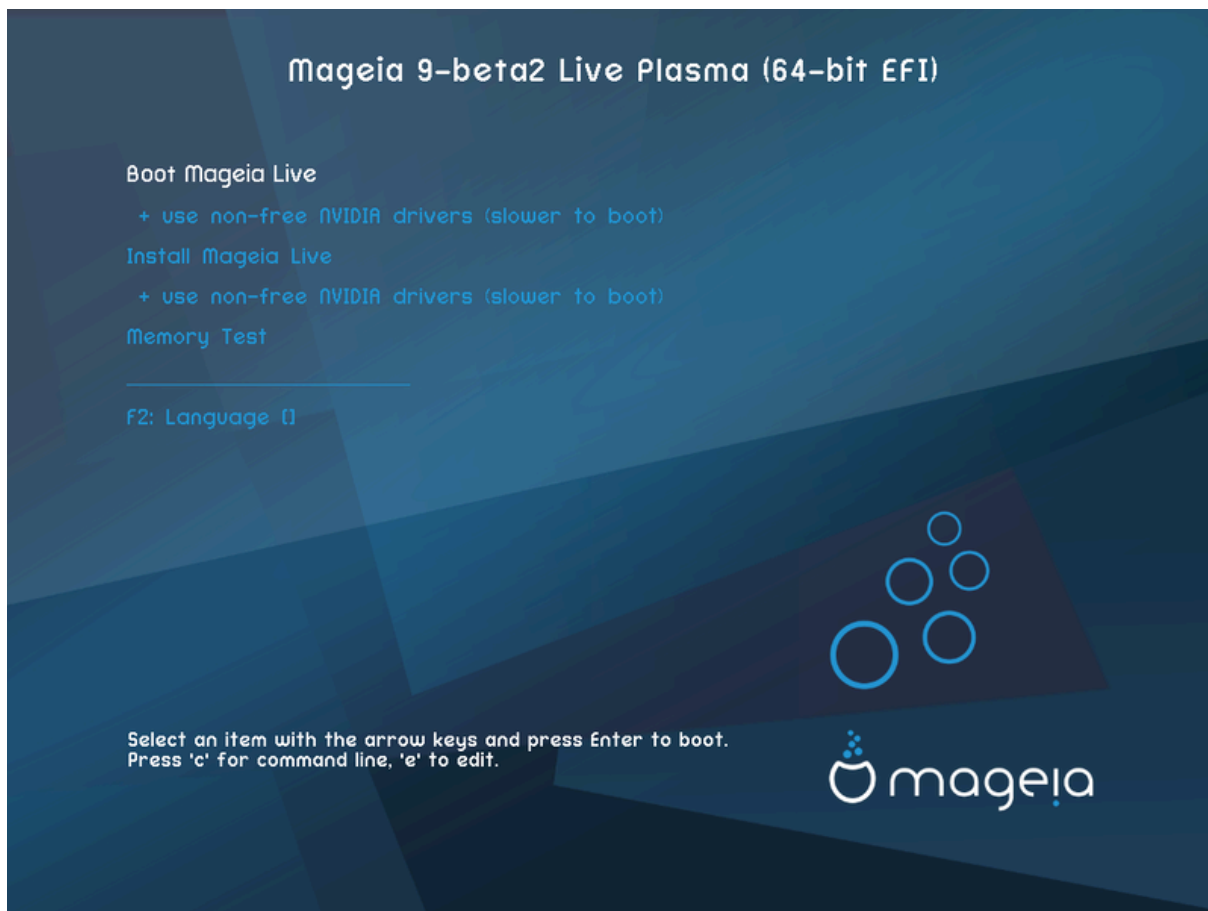 Mageia 9-beta2 Live Plasma (64-bit EFI)
Boot Mageia Live
+ use non-free NVIDIA drivers (slower to boot)
Install Mageia Live
+ use non-free NVIDIA drivers (slower to boot)
Memory Test
F2: Language []
Select an item with the arrow keys and press Enter to boot.
Press 'c' for command line, 'e' to edit.
mageia